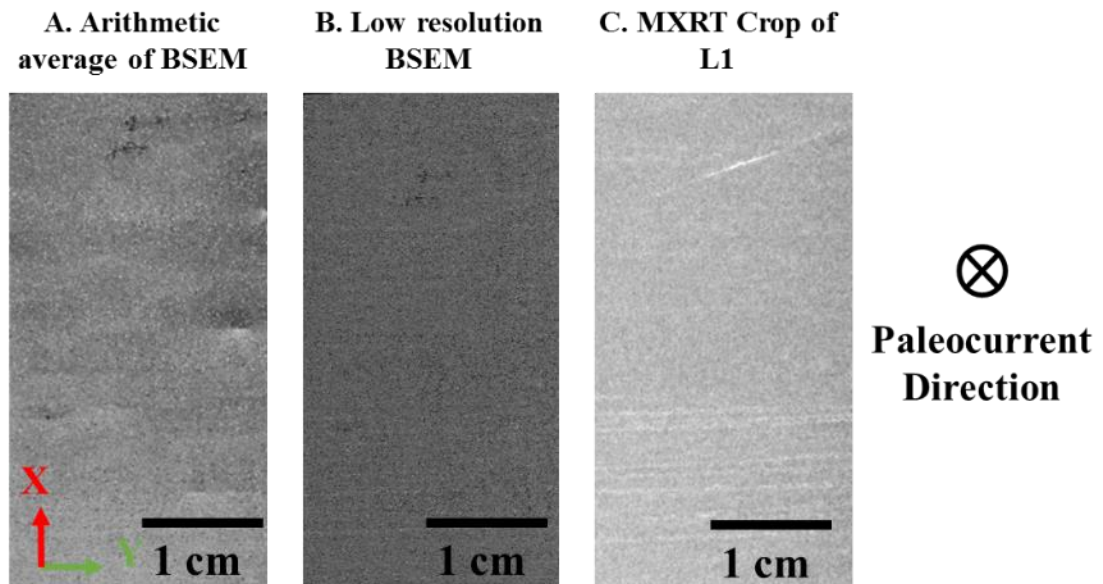 A. Arithmetic
average of BSEM
B. Low resolution
BSEM
C. MXRT Crop of
L1
X
Y
1 cm
1 cm
1 cm
Paleocurrent
Direction